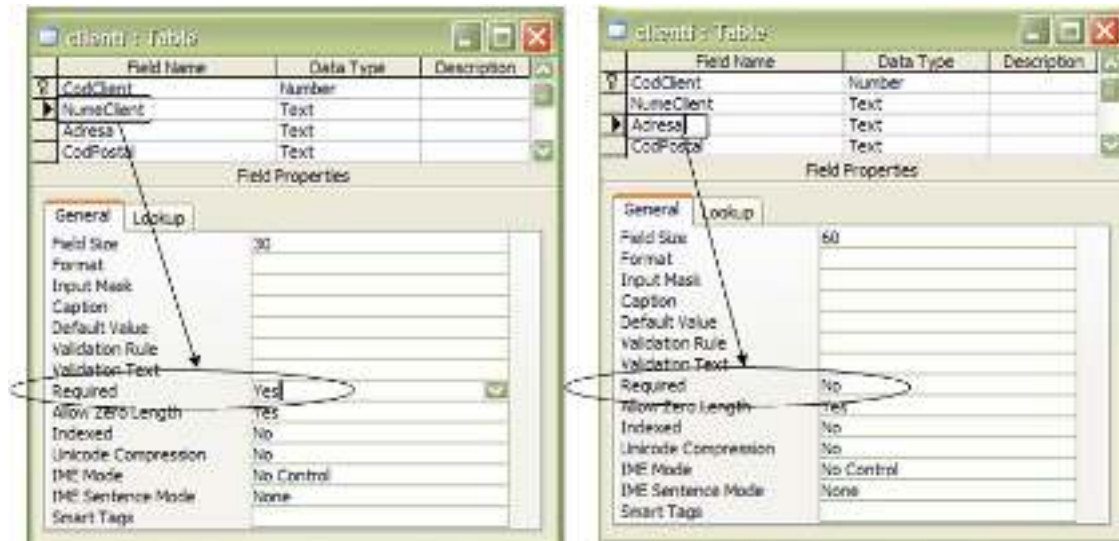 clienti : Table
Field Name Data Type Description
CodClient Number
NumeClient Text
Adresa Text
CodPostal Text
Field Properties
General Lookup
Field Size 30
Format
Input Mask
Caption
Default Value
Validation Rule
Validation Text
Required Yes
Allow Zero Length Yes
Indexed No
Unicode Compression No
IME Mode No Control
IME Sentence Mode None
Smart Tags
clienti : Table
Field Name Data Type Description
CodClient Number
NumeClient Text
Adresa Text
CodPostal Text
Field Properties
General Lookup
Field Size 60
Format
Input Mask
Caption
Default Value
Validation Rule
Validation Text
Required No
Allow Zero Length Yes
Indexed No
Unicode Compression No
IME Mode No Control
IME Sentence Mode None
Smart Tags